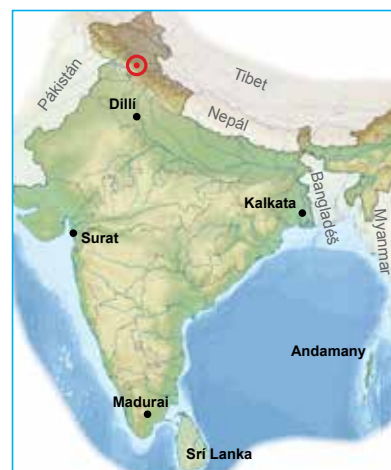 Pákistán
Tibet
Dillí
Nepál
Kalkata
Bangladéš
Myanmar
Surat
Andamany
Madurai
Srí Lanka